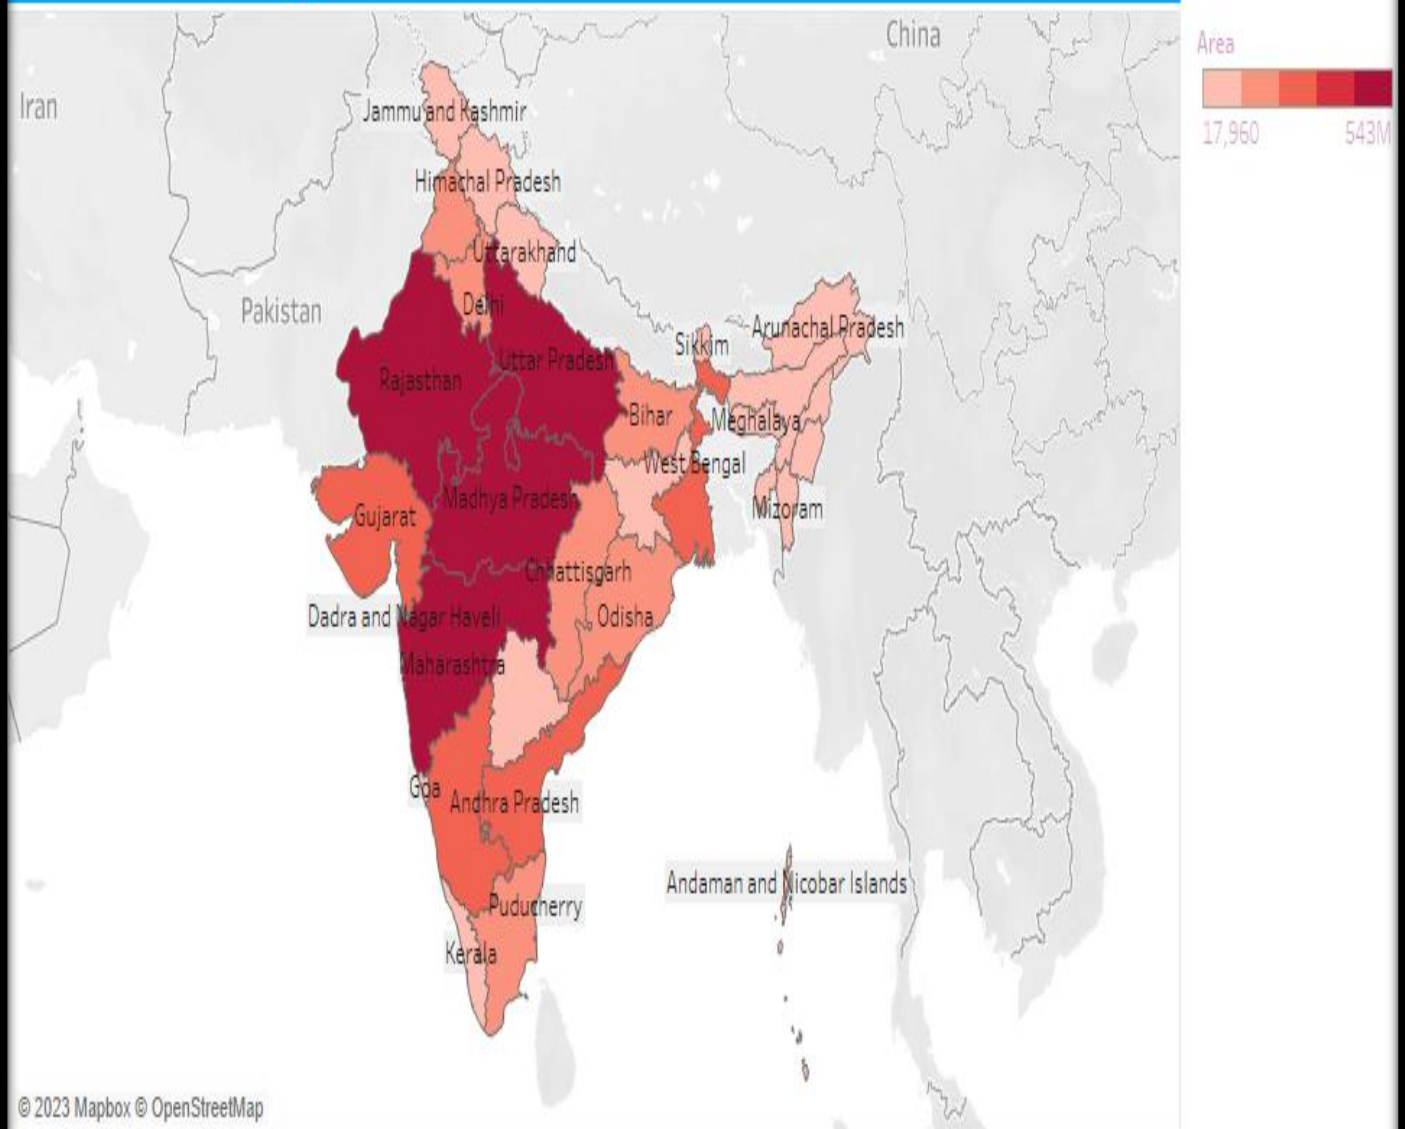 China
Area
17,960 543M
Iran
Jammu and Kashmir
Himachal Pradesh
Uttarakhand
Pakistan
Delhi
Arunachal Pradesh
Sikkim
Uttar Pradesh
Rajasthan
Bihar
Meghalaya
West Bengal
Madhya Pradesh
Mizoram
Gujarat
Chhattisgarh
Dadra and Nagar Haveli
Odisha
Maharashtra
Goa
Andhra Pradesh
Andaman and Nicobar Islands
Puducherry
Kerala
© 2023 Mapbox © OpenStreetMap